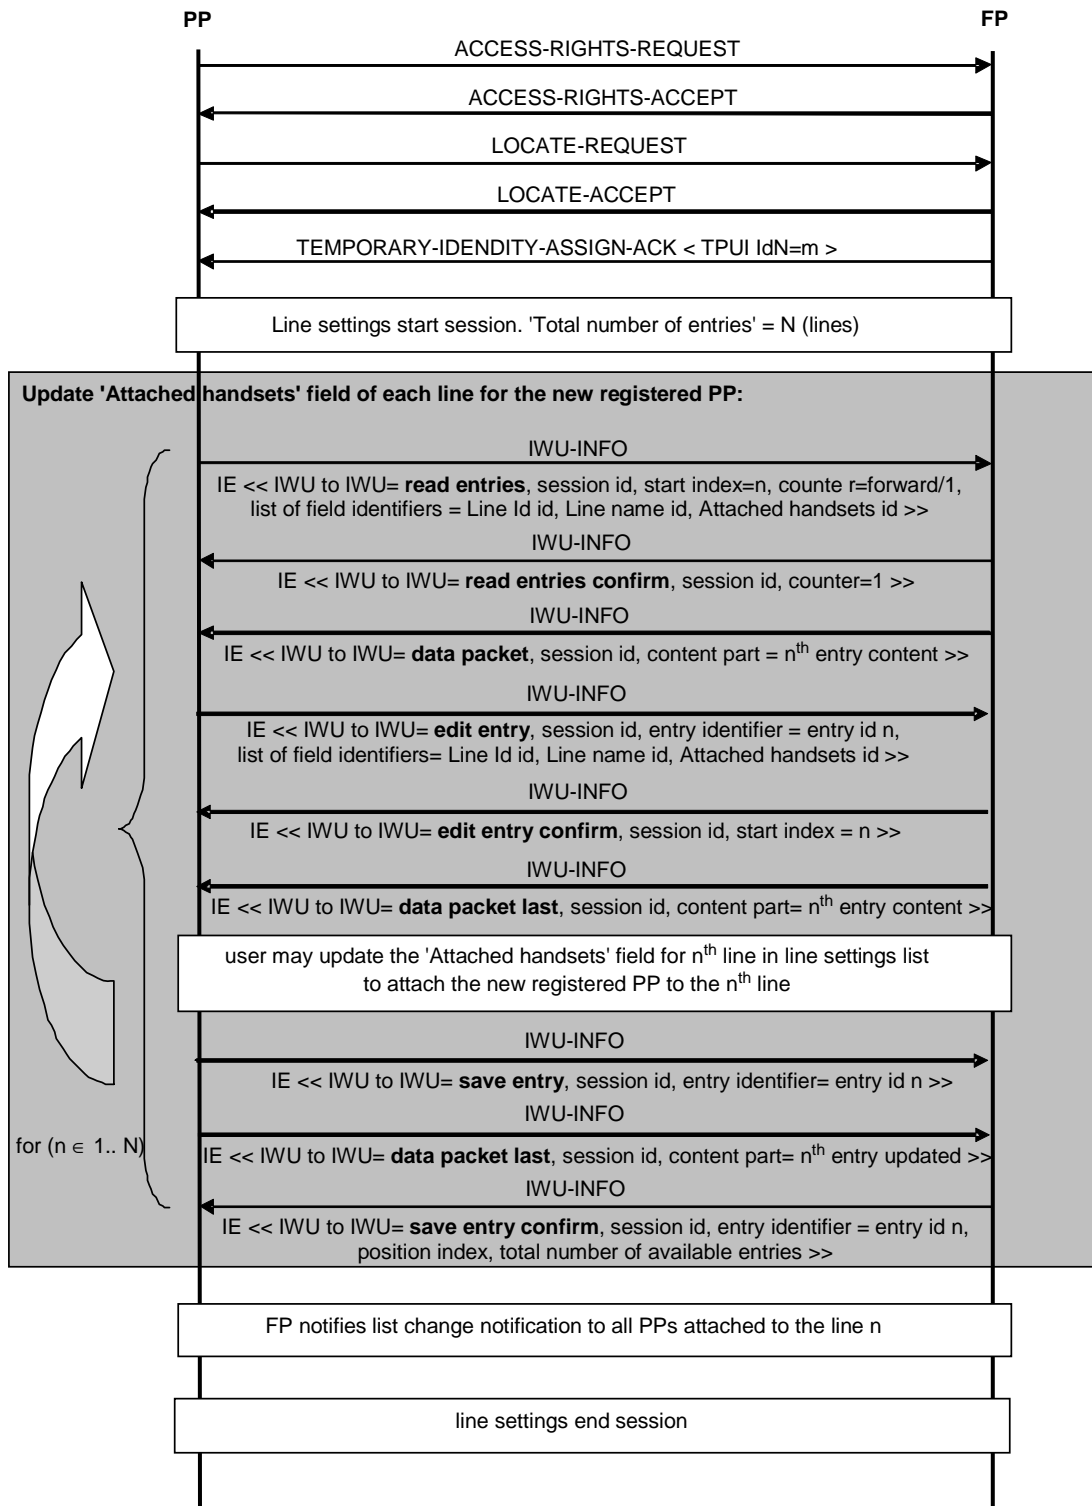 PP FP
ACCESS-RIGHTS-REQUEST
ACCESS-RIGHTS-ACCEPT
LOCATE-REQUEST
LOCATE-ACCEPT
TEMPORARY-IDENDITY-ASSIGN-ACK < TPUI IdN=m >
Line settings start session. 'Total number of entries' = N (lines)
Update 'Attached handsets' field of each line for the new registered PP:
IWU-INFO
IE << IWU to IWU= read entries, session id, start index=n, counte r=forward/1,
list of field identifiers = Line Id id, Line name id, Attached handsets id >>
IWU-INFO
IE << IWU to IWU= read entries confirm, session id, counter=1 >>
IWU-INFO
IE << IWU to IWU= data packet, session id, content part = nth entry content >>
IWU-INFO
IE << IWU to IWU= edit entry, session id, entry identifier = entry id n,
list of field identifiers= Line Id id, Line name id, Attached handsets id >>
IWU-INFO
IE << IWU to IWU= edit entry confirm, session id, start index = n >>
IWU-INFO
IE << IWU to IWU= data packet last, session id, content part= nth entry content >>
user may update the 'Attached handsets' field for nth line in line settings list
to attach the new registered PP to the nth line
IWU-INFO
IE << IWU to IWU= save entry, session id, entry identifier= entry id n >>
IWU-INFO
for (n ∈ 1.. N)
IE << IWU to IWU= data packet last, session id, content part= nth entry updated >>
IWU-INFO
IE << IWU to IWU= save entry confirm, session id, entry identifier = entry id n,
position index, total number of available entries >>
FP notifies list change notification to all PPs attached to the line n
line settings end session